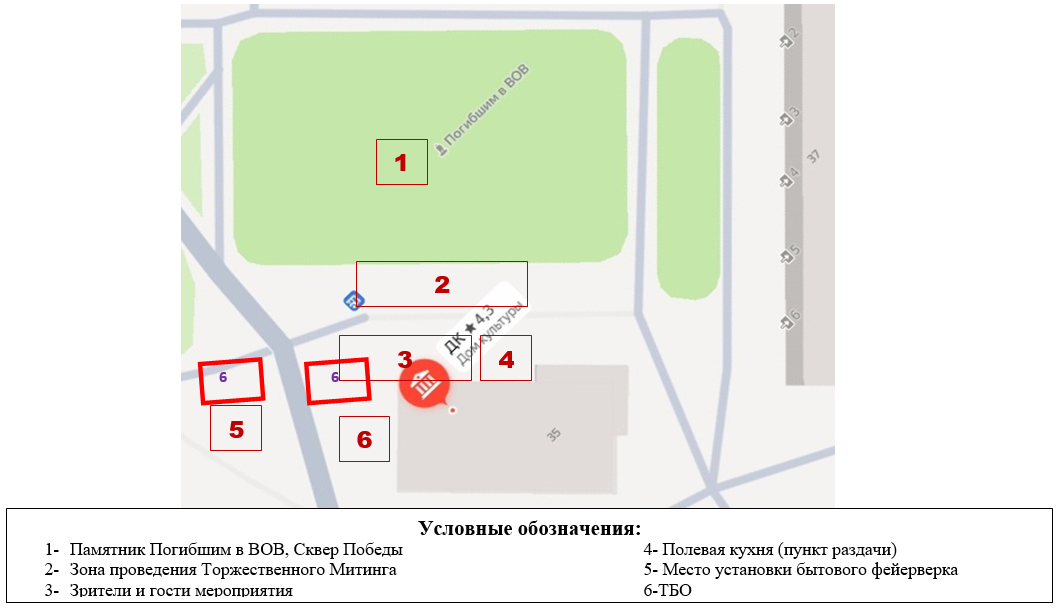 2
Погибшим в ВОВ
3
1
37
4
5
2
6
ДК ★ 4,3
Дом культуры
3
4
6
6
5
6
35
Условные обозначения:
1- Памятник Погибшим в ВОВ, Сквер Победы
2- Зона проведения Торжественного Митинга
3- Зрители и гости мероприятия
4- Полевая кухня (пункт раздачи)
5- Место установки бытового фейерверка
6-ТБО